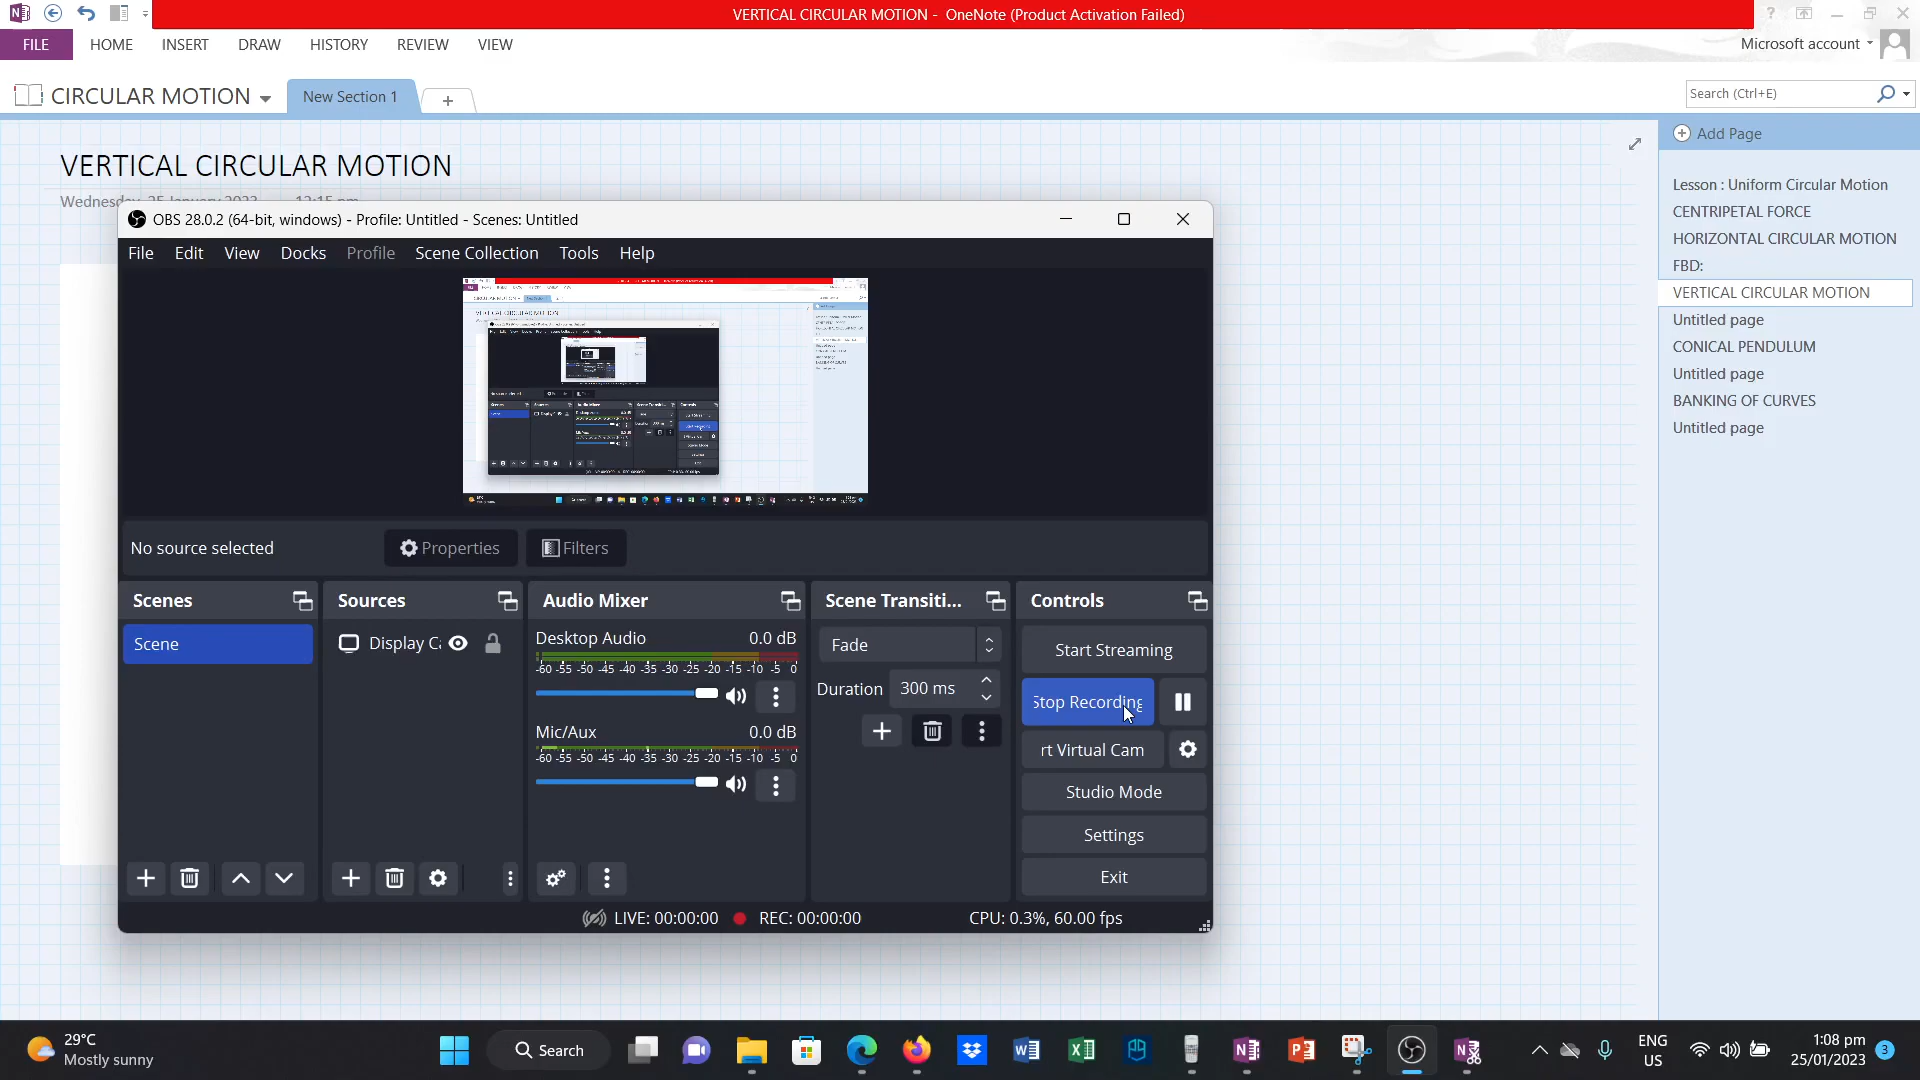 VERTICAL CIRCULAR MOTION - OneNote (Product Activation Failed)
FILE HOME INSERT DRAW HISTORY REVIEW VIEW
Microsoft account
CIRCULAR MOTION
New Section 1
Search (Ctrl+E)
Add Page
VERTICAL CIRCULAR MOTION
Lesson : Uniform Circular Motion
CENTRIPETAL FORCE
HORIZONTAL CIRCULAR MOTION
FBD:
VERTICAL CIRCULAR MOTION
Untitled page
CONICAL PENDULUM
Untitled page
BANKING OF CURVES
Untitled page
OBS 28.0.2 (64-bit, windows) - Profile: Untitled - Scenes: Untitled
File Edit View Docks Profile Scene Collection Tools Help
No source selected
Properties
Filters
Scenes
Scene
Sources
Display Ca
Audio Mixer
Desktop Audio 0.0 dB
-60 -55 -50 -45 -40 -35 -30 -25 -20 -15 -10 -5 0
Mic/Aux 0.0 dB
-60 -55 -50 -45 -40 -35 -30 -25 -20 -15 -10 -5 0
Scene Transiti...
Fade
Duration 300 ms
Controls
Start Streaming
Stop Recording
rt Virtual Cam
Studio Mode
Settings
Exit
LIVE: 00:00:00 REC: 00:00:00 CPU: 0.3%, 60.00 fps
29°C
Mostly sunny
Search
ENG
US
1:08 pm
25/01/2023
3